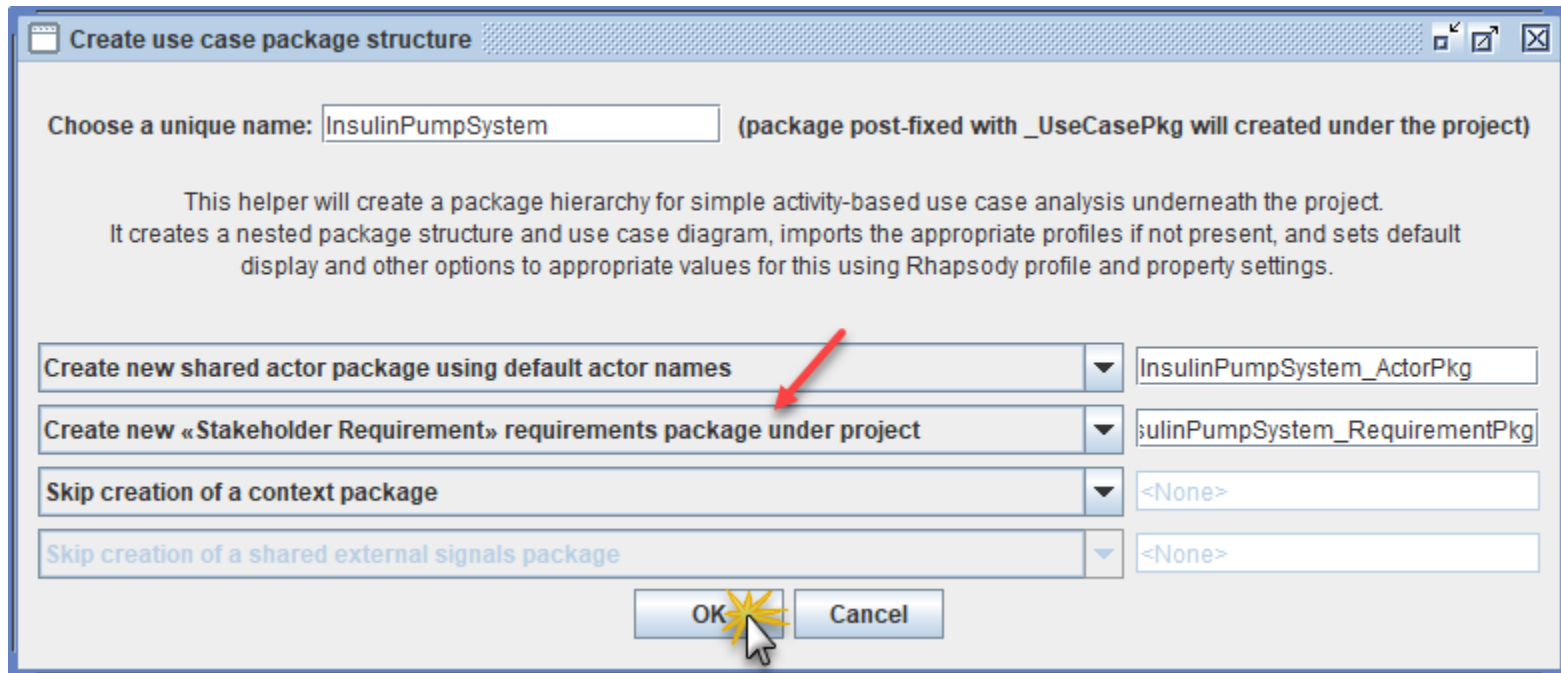 Create use case package structure
Choose a unique name: InsulinPumpSystem (package post-fixed with _UseCasePkg will created under the project)
This helper will create a package hierarchy for simple activity-based use case analysis underneath the project.
It creates a nested package structure and use case diagram, imports the appropriate profiles if not present, and sets default
display and other options to appropriate values for this using Rhapsody profile and property settings.
Create new shared actor package using default actor names InsulinPumpSystem_ActorPkg
Create new «Stakeholder Requirement» requirements package under project sulinPumpSystem_RequirementPkg
Skip creation of a context package <None>
Skip creation of a shared external signals package <None>
OK Cancel